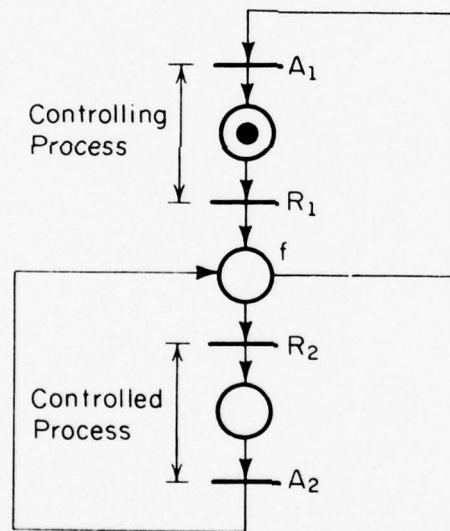 A₁
Controlling
Process
R₁
f
R₂
Controlled
Process
A₂